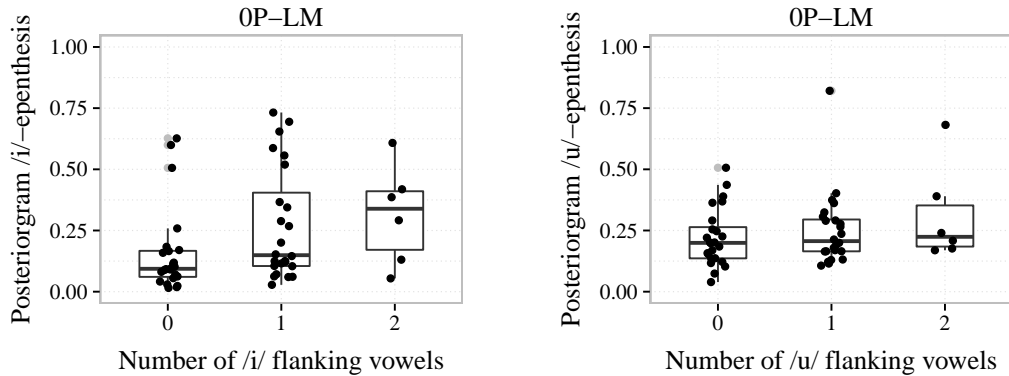 0P−LM
Posteriorgram /i/−epenthesis
1.00
0.75
0.50
0.25
0.00
0 1 2
Number of /i/ flanking vowels
0P−LM
Posteriorgram /u/−epenthesis
1.00
0.75
0.50
0.25
0.00
0 1 2
Number of /u/ flanking vowels